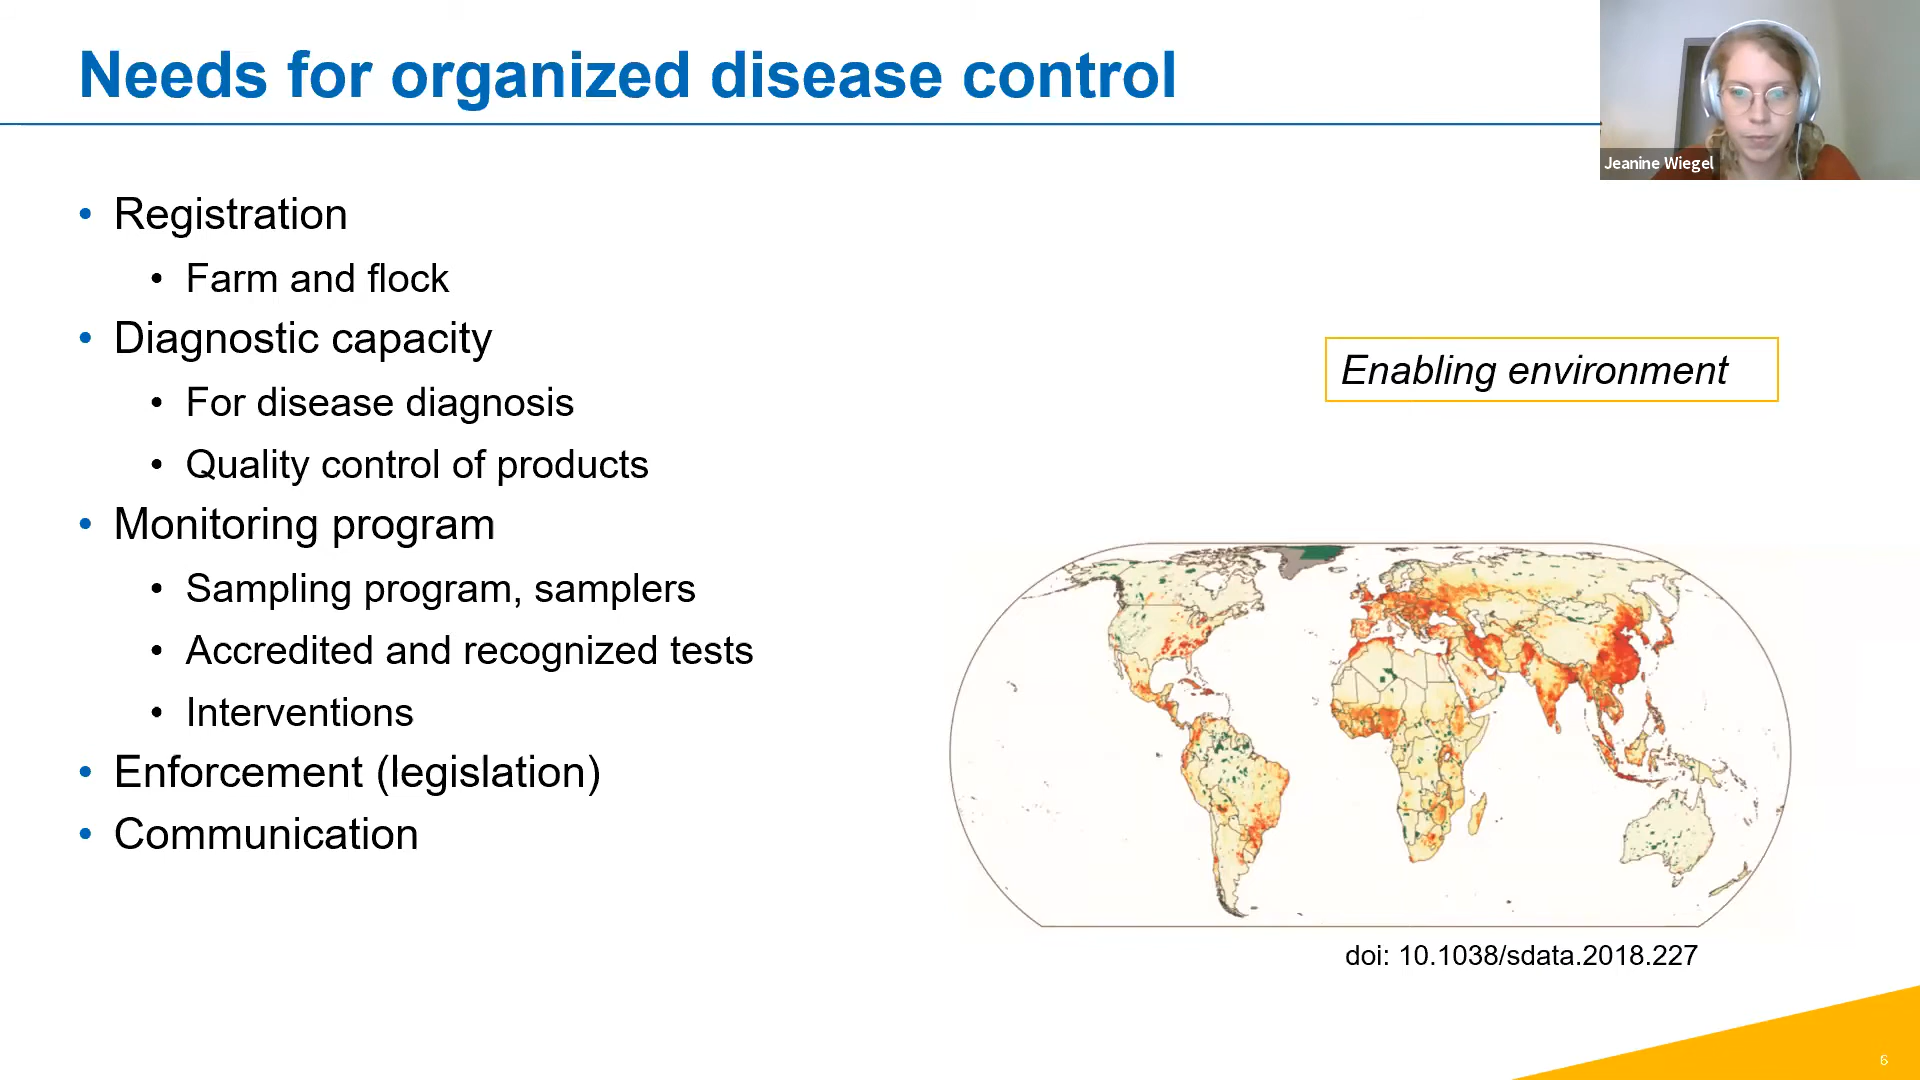 Needs for organized disease control
Jeanine Wiegel
• Registration
• Farm and flock
• Diagnostic capacity
• For disease diagnosis
• Quality control of products
• Monitoring program
• Sampling program, samplers
• Accredited and recognized tests
• Interventions
• Enforcement (legislation)
• Communication
Enabling environment
doi: 10.1038/sdata.2018.227
6